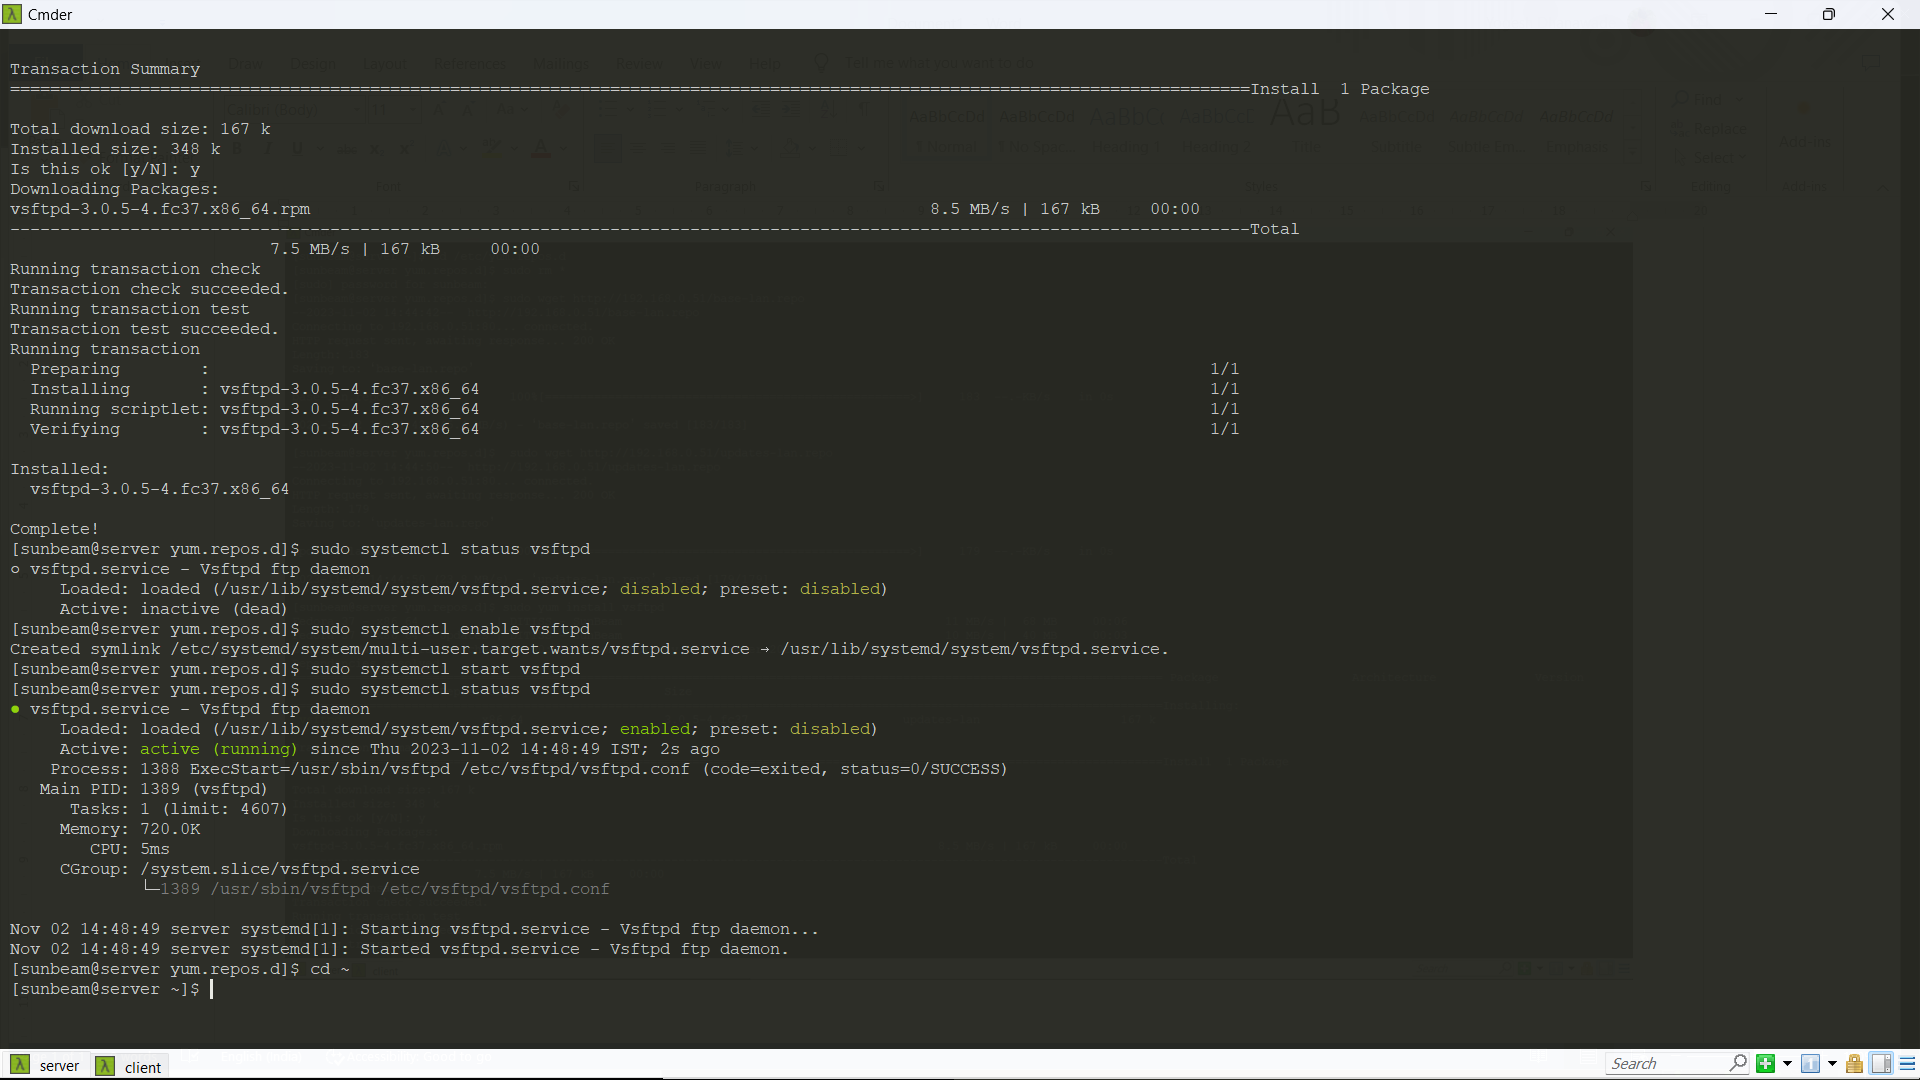 Cmder
Transaction Summary
============================================================================================================================Install  1 Package
Total download size: 167 k
Installed size: 348 k
Is this ok [y/N]: y
Downloading Packages:
vsftpd-3.0.5-4.fc37.x86_64.rpm                                                              8.5 MB/s | 167 kB     00:00
----------------------------------------------------------------------------------------------------------------------------Total
                          7.5 MB/s | 167 kB     00:00
Running transaction check
Transaction check succeeded.
Running transaction test
Transaction test succeeded.
Running transaction
  Preparing        :                                                                                                    1/1
  Installing       : vsftpd-3.0.5-4.fc37.x86_64                                                                         1/1
  Running scriptlet: vsftpd-3.0.5-4.fc37.x86_64                                                                         1/1
  Verifying        : vsftpd-3.0.5-4.fc37.x86_64                                                                         1/1
Installed:
  vsftpd-3.0.5-4.fc37.x86_64
Complete!
[sunbeam@server yum.repos.d]$ sudo systemctl status vsftpd
○ vsftpd.service - Vsftpd ftp daemon
     Loaded: loaded (/usr/lib/systemd/system/vsftpd.service; disabled; preset: disabled)
     Active: inactive (dead)
[sunbeam@server yum.repos.d]$ sudo systemctl enable vsftpd
Created symlink /etc/systemd/system/multi-user.target.wants/vsftpd.service → /usr/lib/systemd/system/vsftpd.service.
[sunbeam@server yum.repos.d]$ sudo systemctl start vsftpd
[sunbeam@server yum.repos.d]$ sudo systemctl status vsftpd
● vsftpd.service - Vsftpd ftp daemon
     Loaded: loaded (/usr/lib/systemd/system/vsftpd.service; enabled; preset: disabled)
     Active: active (running) since Thu 2023-11-02 14:48:49 IST; 2s ago
    Process: 1388 ExecStart=/usr/sbin/vsftpd /etc/vsftpd/vsftpd.conf (code=exited, status=0/SUCCESS)
   Main PID: 1389 (vsftpd)
      Tasks: 1 (limit: 4607)
     Memory: 720.0K
        CPU: 5ms
     CGroup: /system.slice/vsftpd.service
             └─1389 /usr/sbin/vsftpd /etc/vsftpd/vsftpd.conf
Nov 02 14:48:49 server systemd[1]: Starting vsftpd.service - Vsftpd ftp daemon...
Nov 02 14:48:49 server systemd[1]: Started vsftpd.service - Vsftpd ftp daemon.
[sunbeam@server yum.repos.d]$ cd ~
[sunbeam@server ~]$
server  client  Search